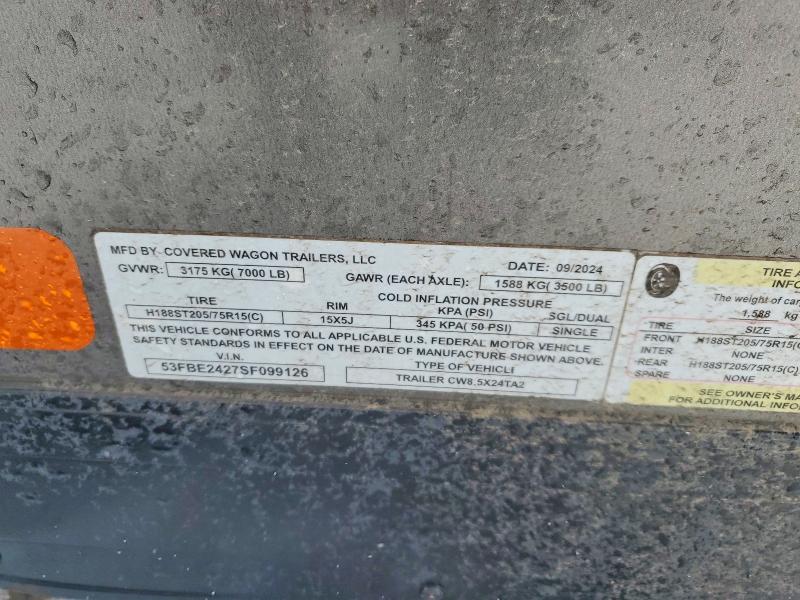 MFD BY- COVERED WAGON TRAILERS, LLC
DATE: 09/2024
GVWR: 3175 KG( 7000 LB)
GAWR (EACH AXLE): 1588 KG( 3500 LB)
COLD INFLATION PRESSURE
TIRE RIM KPA (PSI) SGL/DUAL
H188ST205/75R15(C) 15X5J 345 KPA( 50 PSI) SINGLE
THIS VEHICLE CONFORMS TO ALL APPLICABLE U.S. FEDERAL MOTOR VEHICLE
SAFETY STANDARDS IN EFFECT ON THE DATE OF MANUFACTURE SHOWN ABOVE.
V.I.N. TYPE OF VEHICLE
53FBE2427SF099126 TRAILER CW8.5X24TA2
TIRE A
INFO
The weight of car
1,588 kg
TIRE SIZE
FRONT H188ST205/75R15(C
INTER NONE
REAR H188ST205/75R15(C)
SPARE NONE
SEE OWNER'S MA
FOR ADDITIONAL INFO